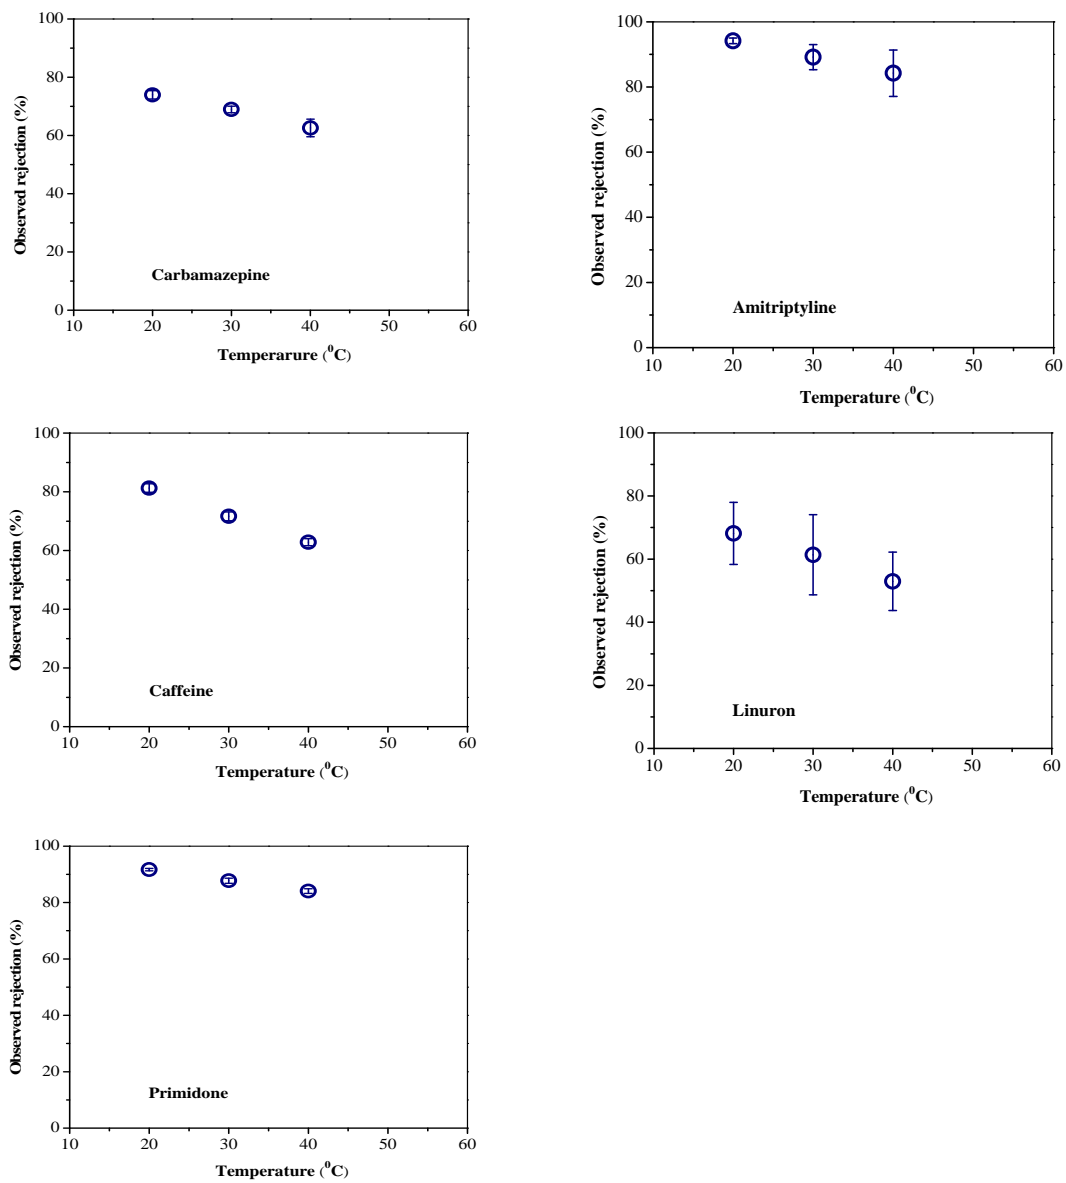 100
80
60
40
20
0
Observed rejection (%)
Carbamazepine
10 20 30 40 50 60
Temperarure (⁰C)
100
80
60
40
20
0
Observed rejection (%)
Amitriptyline
10 20 30 40 50 60
Temperature (⁰C)
100
80
60
40
20
0
Observed rejection (%)
Caffeine
10 20 30 40 50 60
Temperature (⁰C)
100
80
60
40
20
0
Observed rejection (%)
Linuron
10 20 30 40 50 60
Temperature (⁰C)
100
80
60
40
20
0
Observed rejection (%)
Primidone
10 20 30 40 50 60
Temperature (⁰C)